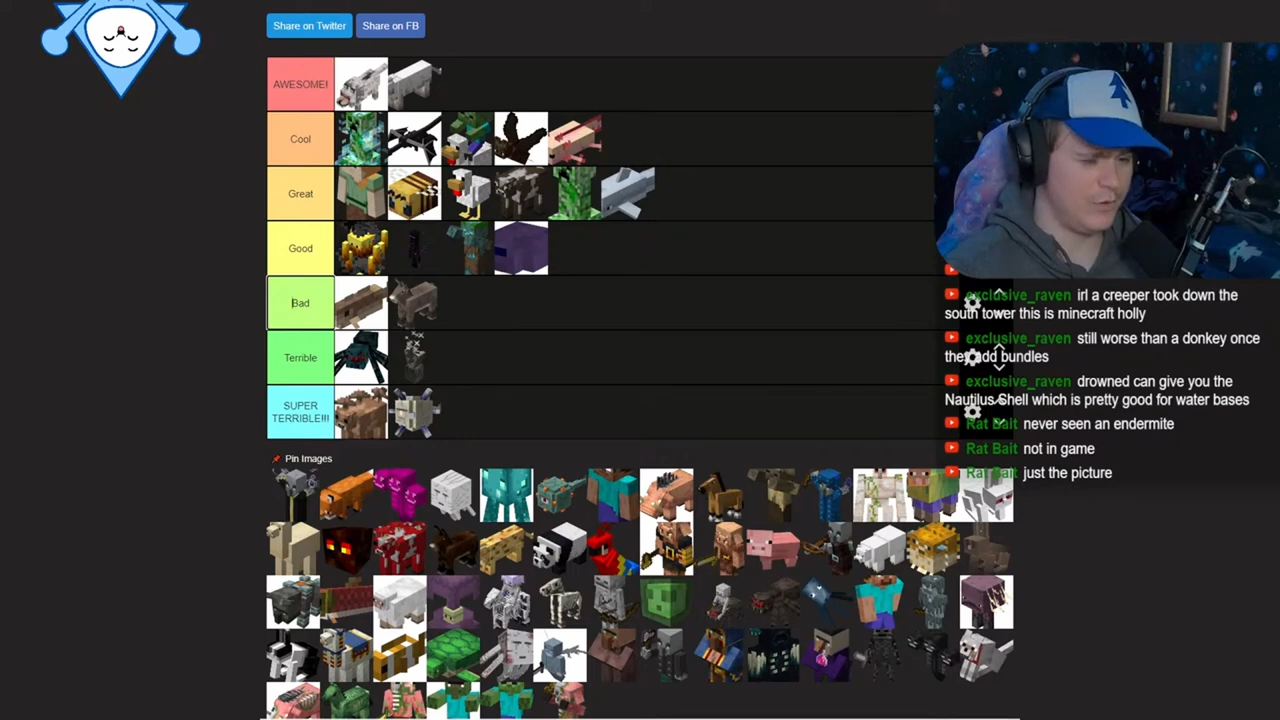 Share on Twitter
Share on FB
AWESOME!
Cool
Great
Good
Bad
Terrible
SUPER
TERRIBLE!!!
Pin Images
exclusive_raven irl a creeper took down the
south tower this is minecraft holly
exclusive_raven still worse than a donkey once
they add bundles
exclusive_raven drowned can give you the
Nautilus Shell which is pretty good for water bases
Rat Bait never seen an endermite
Rat Bait not in game
Rat Bait just the picture